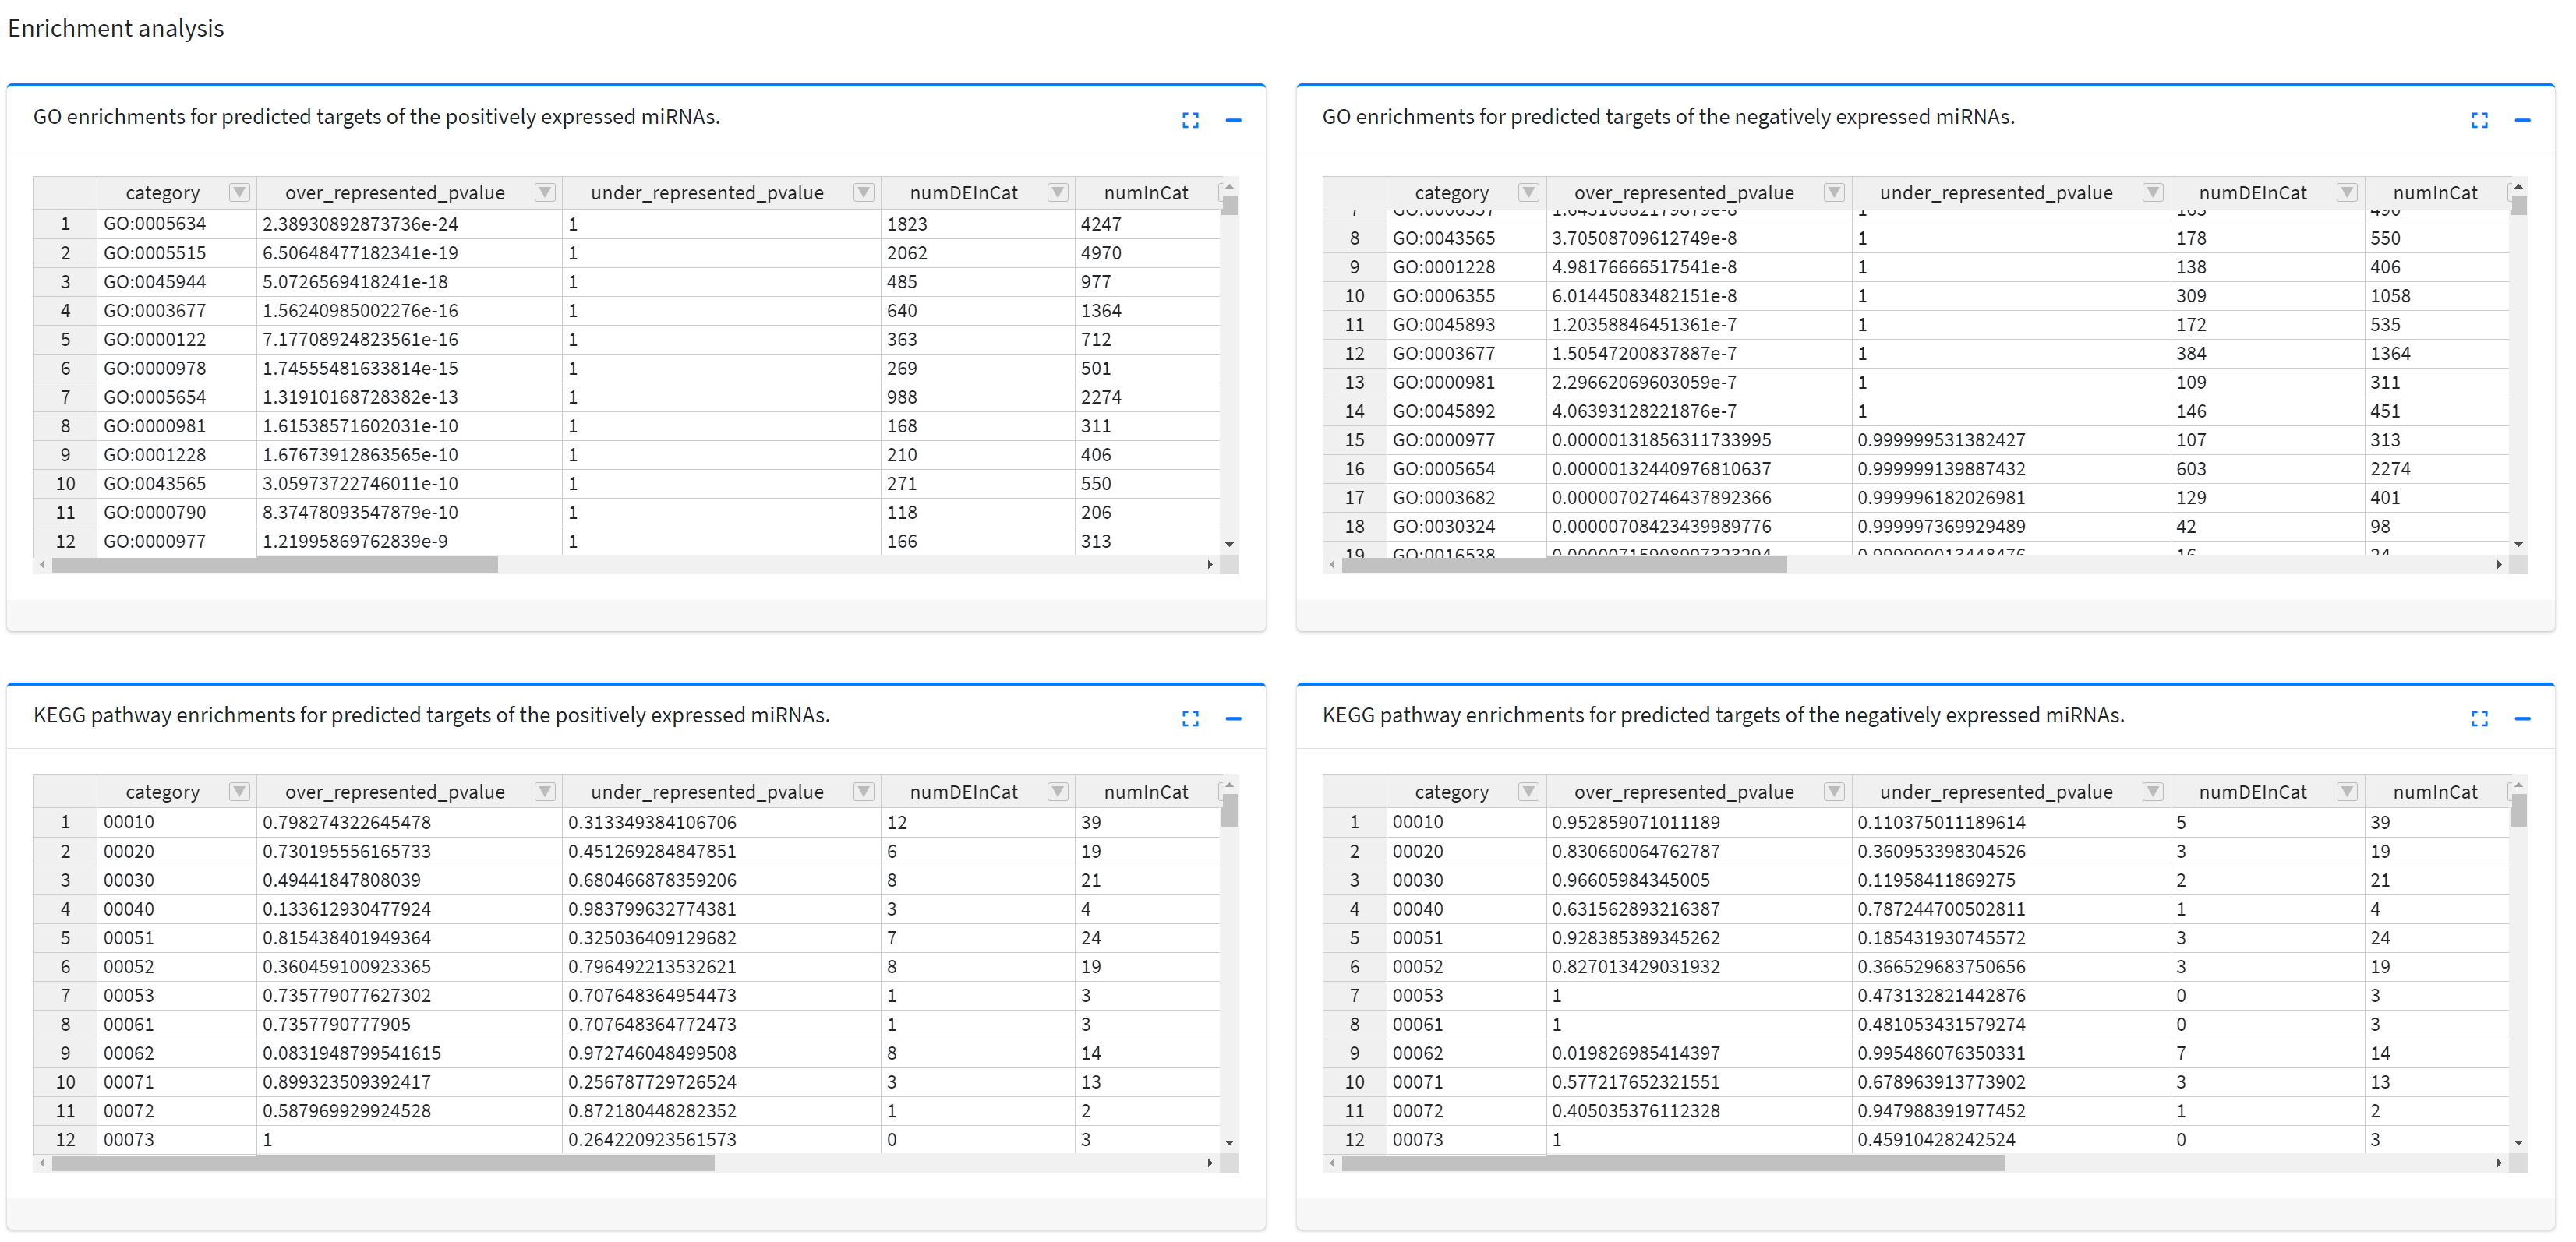 Enrichment analysis
GO enrichments for predicted targets of the positively expressed miRNAs.
category over_represented_pvalue under_represented_pvalue numDEInCat numInCat
1 GO:0005634 2.38930892873736e-24 1 1823 4247
2 GO:0005515 6.50648477182341e-19 1 2062 4970
3 GO:0045944 5.0726569418241e-18 1 485 977
4 GO:0003677 1.56240985002276e-16 1 640 1364
5 GO:0000122 7.17708924823561e-16 1 363 712
6 GO:0000978 1.74555481633814e-15 1 269 501
7 GO:0005654 1.31910168728382e-13 1 988 2274
8 GO:0000981 1.61538571602031e-10 1 168 311
9 GO:0001228 1.67673912863565e-10 1 210 406
10 GO:0043565 3.05973722746011e-10 1 271 550
11 GO:0000790 8.37478093547879e-10 1 118 206
12 GO:0000977 1.21995869762839e-9 1 166 313
GO enrichments for predicted targets of the negatively expressed miRNAs.
category over_represented_pvalue under_represented_pvalue numDEInCat numInCat
8 GO:0043565 3.70508709612749e-8 1 178 550
9 GO:0001228 4.98176666517541e-8 1 138 406
10 GO:0006355 6.01445083482151e-8 1 309 1058
11 GO:0045893 1.20358846451361e-7 1 172 535
12 GO:0003677 1.50547200837887e-7 1 384 1364
13 GO:0000981 2.29662069603059e-7 1 109 311
14 GO:0045892 4.06393128221876e-7 1 146 451
15 GO:0000977 0.00000131856311733995 0.999999531382427 107 313
16 GO:0005654 0.00000132440976810637 0.999999139887432 603 2274
17 GO:0003682 0.00000702746437892366 0.999996182026981 129 401
18 GO:0030324 0.00000708423439989776 0.999997369929489 42 98
19 GO:0016538
KEGG pathway enrichments for predicted targets of the positively expressed miRNAs.
category over_represented_pvalue under_represented_pvalue numDEInCat numInCat
1 00010 0.798274322645478 0.313349384106706 12 39
2 00020 0.730195556165733 0.451269284847851 6 19
3 00030 0.49441847808039 0.680466878359206 8 21
4 00040 0.133612930477924 0.983799632774381 3 4
5 00051 0.815438401949364 0.325036409129682 7 24
6 00052 0.360459100923365 0.796492213532621 8 19
7 00053 0.735779077627302 0.707648364954473 1 3
8 00061 0.7357790777905 0.707648364772473 1 3
9 00062 0.0831948799541615 0.972746048499508 8 14
10 00071 0.899323509392417 0.256787729726524 3 13
11 00072 0.587969929924528 0.872180448282352 1 2
12 00073 1 0.264220923561573 0 3
KEGG pathway enrichments for predicted targets of the negatively expressed miRNAs.
category over_represented_pvalue under_represented_pvalue numDEInCat numInCat
1 00010 0.952859071011189 0.110375011189614 5 39
2 00020 0.830660064762787 0.360953398304526 3 19
3 00030 0.96605984345005 0.11958411869275 2 21
4 00040 0.631562893216387 0.787244700502811 1 4
5 00051 0.928385389345262 0.185431930745572 3 24
6 00052 0.827013429031932 0.366529683750656 3 19
7 00053 1 0.473132821442876 0 3
8 00061 1 0.481053431579274 0 3
9 00062 0.019826985414397 0.995486076350331 7 14
10 00071 0.577217652321551 0.678963913773902 3 13
11 00072 0.405035376112328 0.947988391977452 1 2
12 00073 1 0.45910428242524 0 3